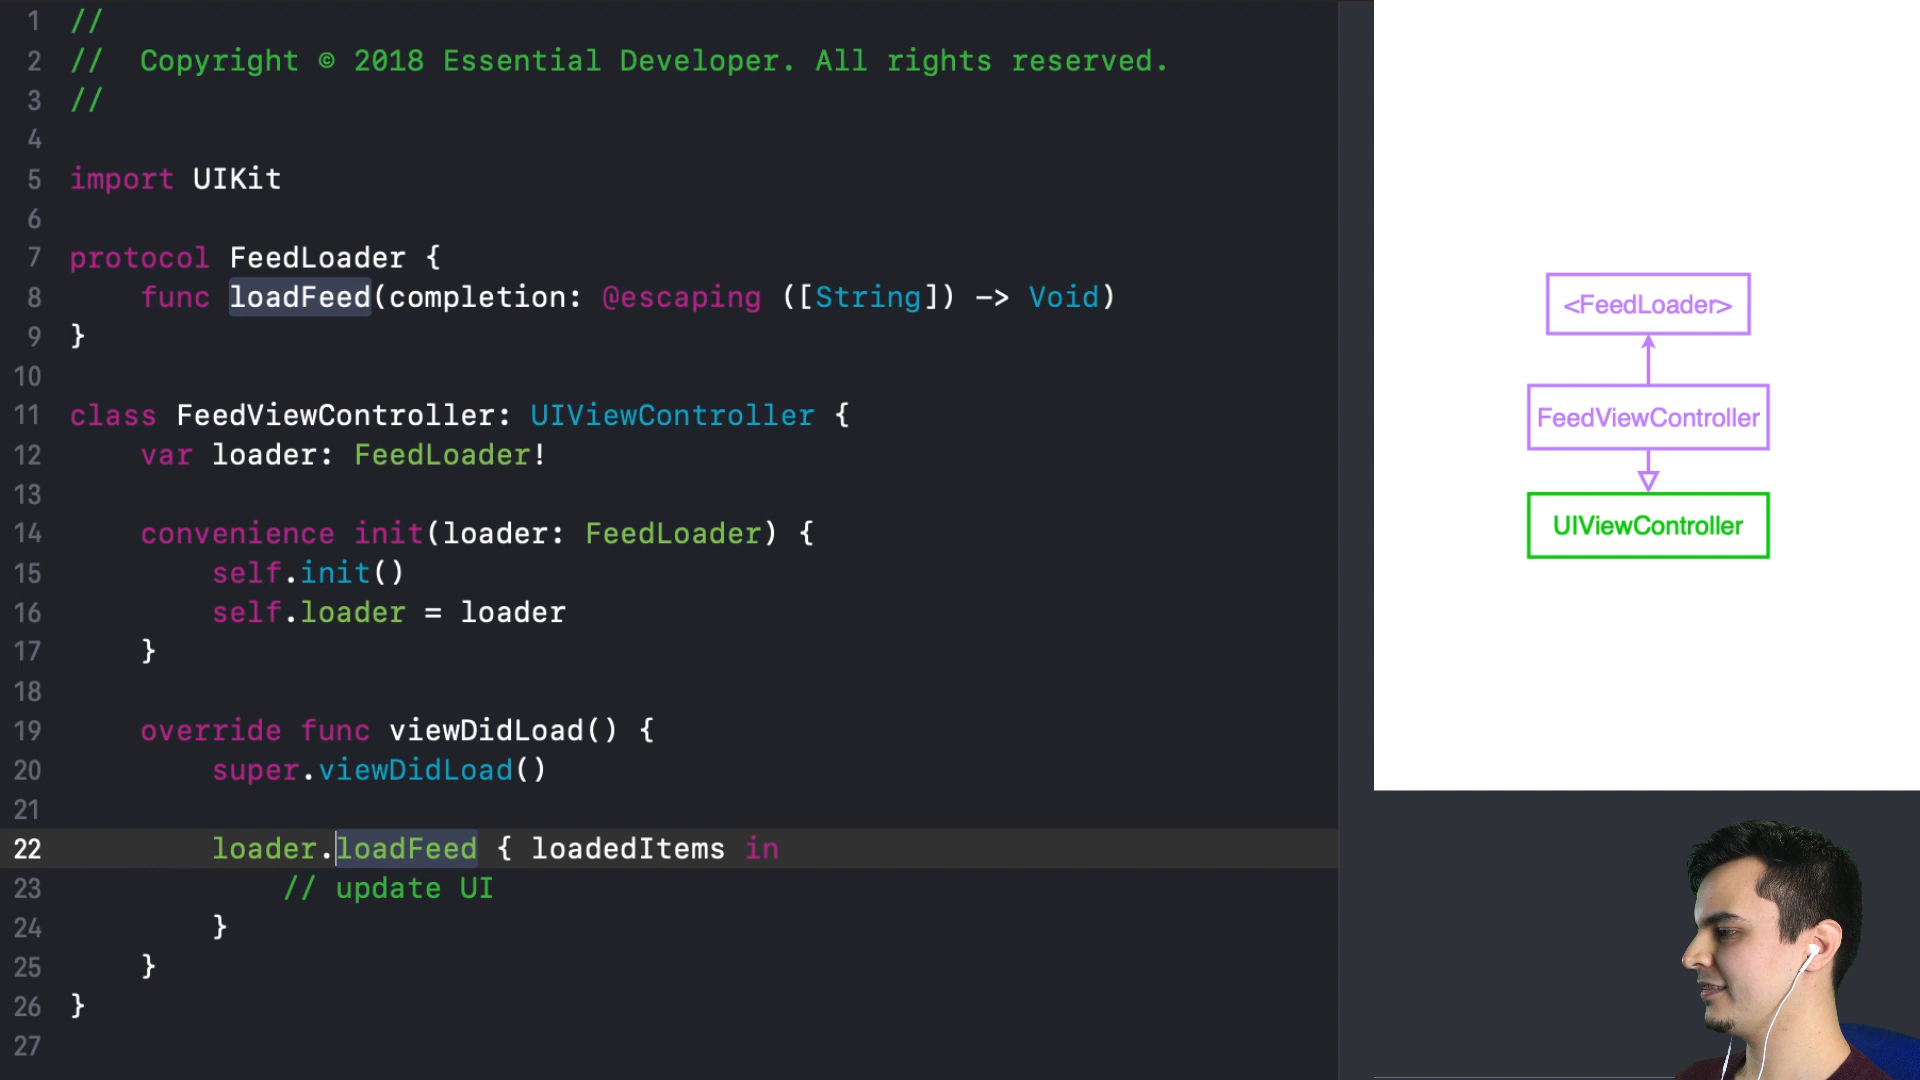 1 //
2 //  Copyright © 2018 Essential Developer. All rights reserved.
3 //
4
5 import UIKit
6
7 protocol FeedLoader {
8     func loadFeed(completion: @escaping ([String]) -> Void)
9 }
10
11 class FeedViewController: UIViewController {
12     var loader: FeedLoader!
13
14     convenience init(loader: FeedLoader) {
15         self.init()
16         self.loader = loader
17     }
18
19     override func viewDidLoad() {
20         super.viewDidLoad()
21
22         loader.loadFeed { loadedItems in
23             // update UI
24         }
25     }
26 }
27
<FeedLoader>
FeedViewController
UIViewController